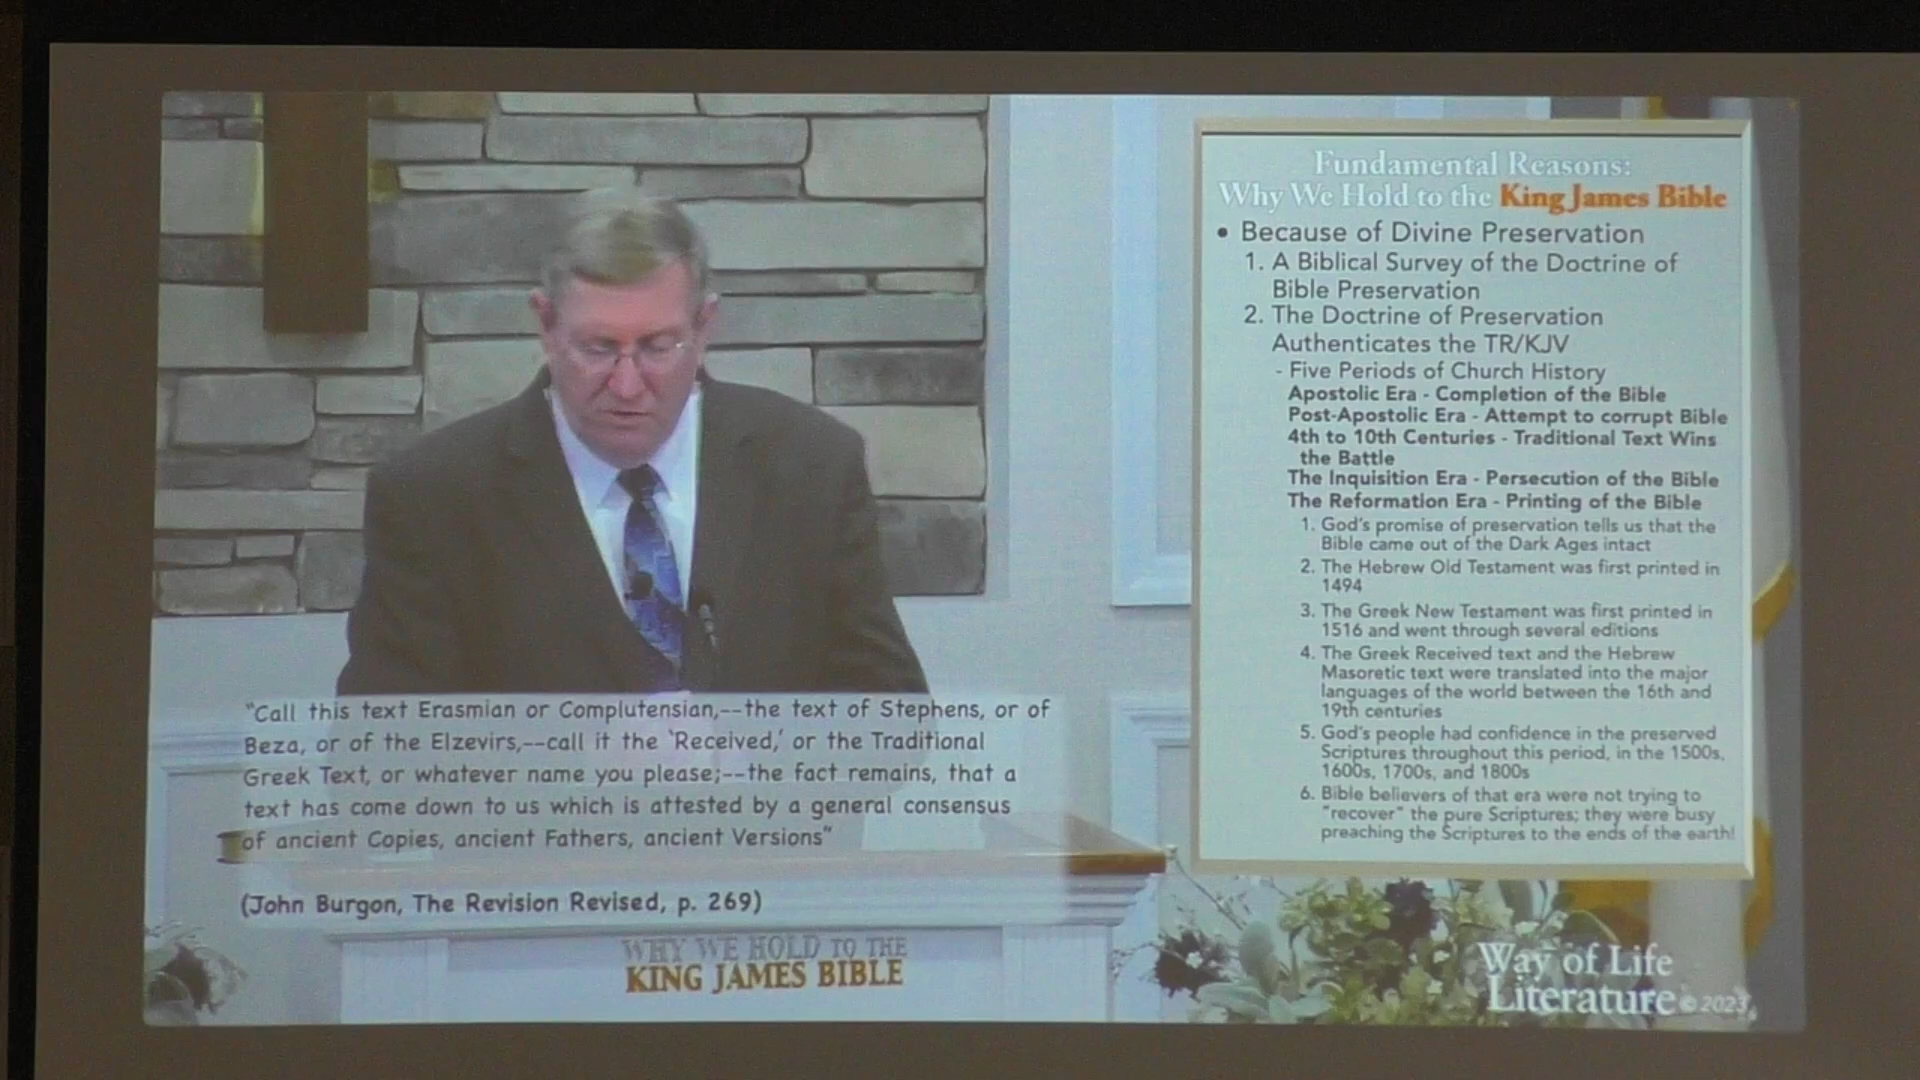 Fundamental Reasons:
Why We Hold to the King James Bible
• Because of Divine Preservation
1. A Biblical Survey of the Doctrine of
Bible Preservation
2. The Doctrine of Preservation
Authenticates the TR/KJV
- Five Periods of Church History
Apostolic Era - Completion of the Bible
Post-Apostolic Era - Attempt to corrupt Bible
4th to 10th Centuries - Traditional Text Wins
the Battle
The Inquisition Era - Persecution of the Bible
The Reformation Era - Printing of the Bible
1. God's promise of preservation tells us that the
Bible came out of the Dark Ages intact
2. The Hebrew Old Testament was first printed in
1494
3. The Greek New Testament was first printed in
1516 and went through several editions
4. The Greek Received text and the Hebrew
Masoretic text were translated into the major
languages of the world between the 16th and
19th centuries
5. God's people had confidence in the preserved
Scriptures throughout this period, in the 1500s,
1600s, 1700s, and 1800s
6. Bible believers of that era were not trying to
"recover" the pure Scriptures; they were busy
preaching the Scriptures to the ends of the earth!
"Call this text Erasmian or Complutensian,--the text of Stephens, or of
Beza, or of the Elzevirs,--call it the 'Received,' or the Traditional
Greek Text, or whatever name you please;--the fact remains, that a
text has come down to us which is attested by a general consensus
of ancient Copies, ancient Fathers, ancient Versions"
(John Burgon, The Revision Revised, p. 269)
WHY WE HOLD TO THE
KING JAMES BIBLE
Way of Life
Literature © 2023